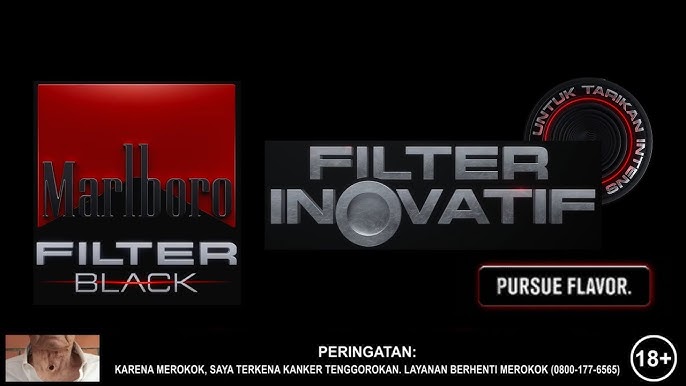 Marlboro
FILTER
BLACK
FILTER
INOVATIF
UNTUK TARIKAN INTENS
PURSUE FLAVOR.
PERINGATAN:
KARENA MEROKOK, SAYA TERKENA KANKER TENGGOROKAN. LAYANAN BERHENTI MEROKOK (0800-177-6565)
18+